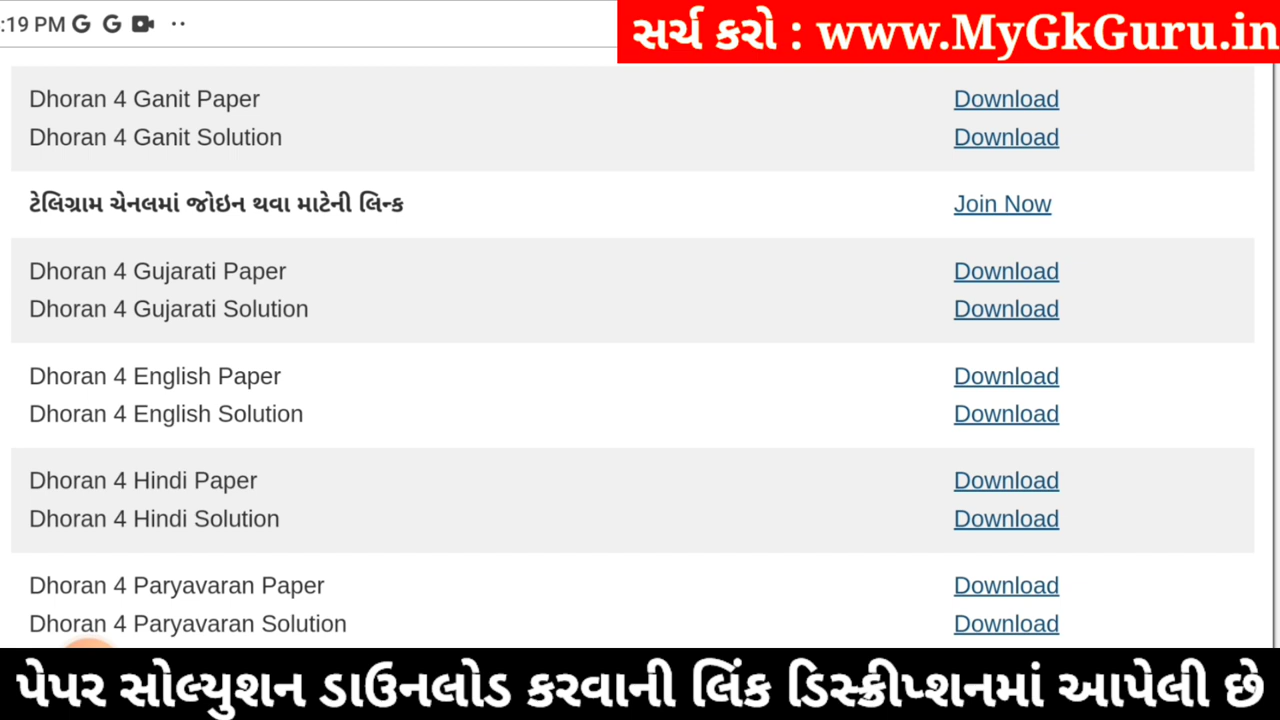 :19 PM G G
સર્ચ કરો : www.MyGkGuru.in
Dhoran 4 Ganit Paper Download
Dhoran 4 Ganit Solution Download
ટેલિગ્રામ ચેનલમાં જોઇન થવા માટેની લિન્ક Join Now
Dhoran 4 Gujarati Paper Download
Dhoran 4 Gujarati Solution Download
Dhoran 4 English Paper Download
Dhoran 4 English Solution Download
Dhoran 4 Hindi Paper Download
Dhoran 4 Hindi Solution Download
Dhoran 4 Paryavaran Paper Download
Dhoran 4 Paryavaran Solution Download
પેપર સોલ્યુશન ડાઉનલોડ કરવાની લિંક ડિસ્ક્રીપ્શનમાં આપેલી છે